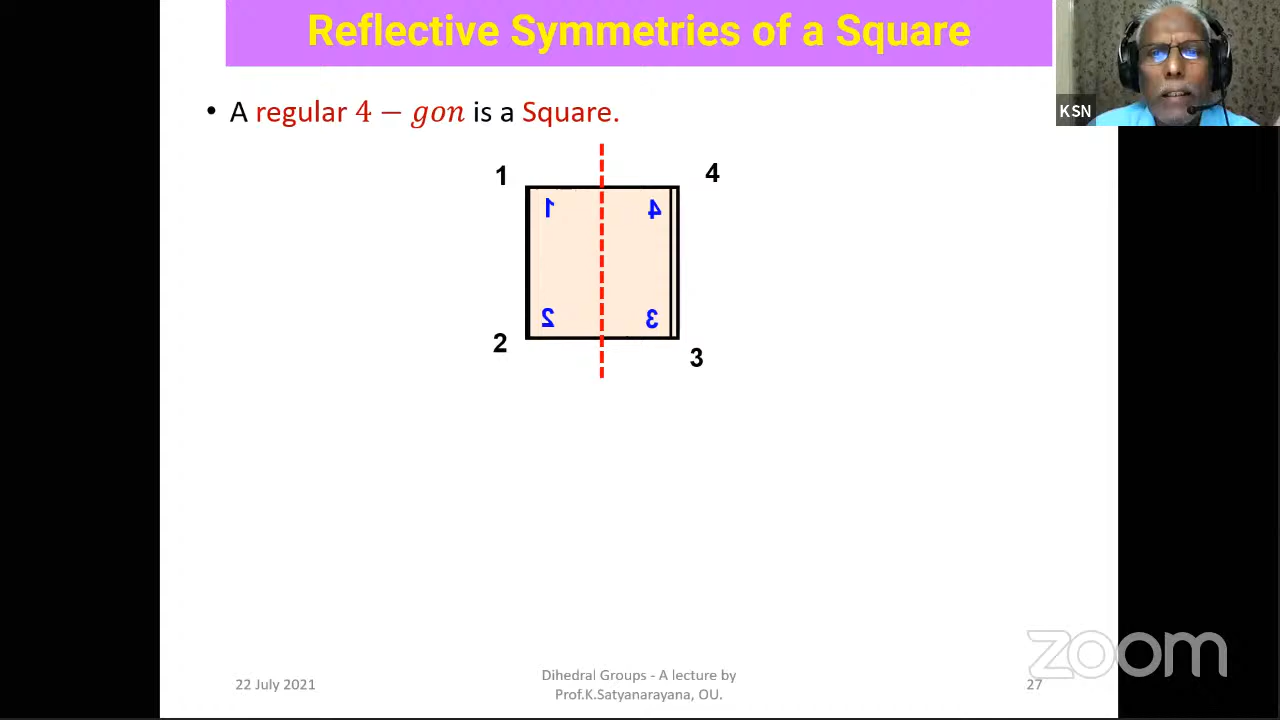 Reflective Symmetries of a Square
KSN
• A regular 4 − gon is a Square.
1 4
1 4
2 3
2 3
zoom
22 July 2021
Dihedral Groups - A lecture by
Prof.K.Satyanarayana, OU.
27